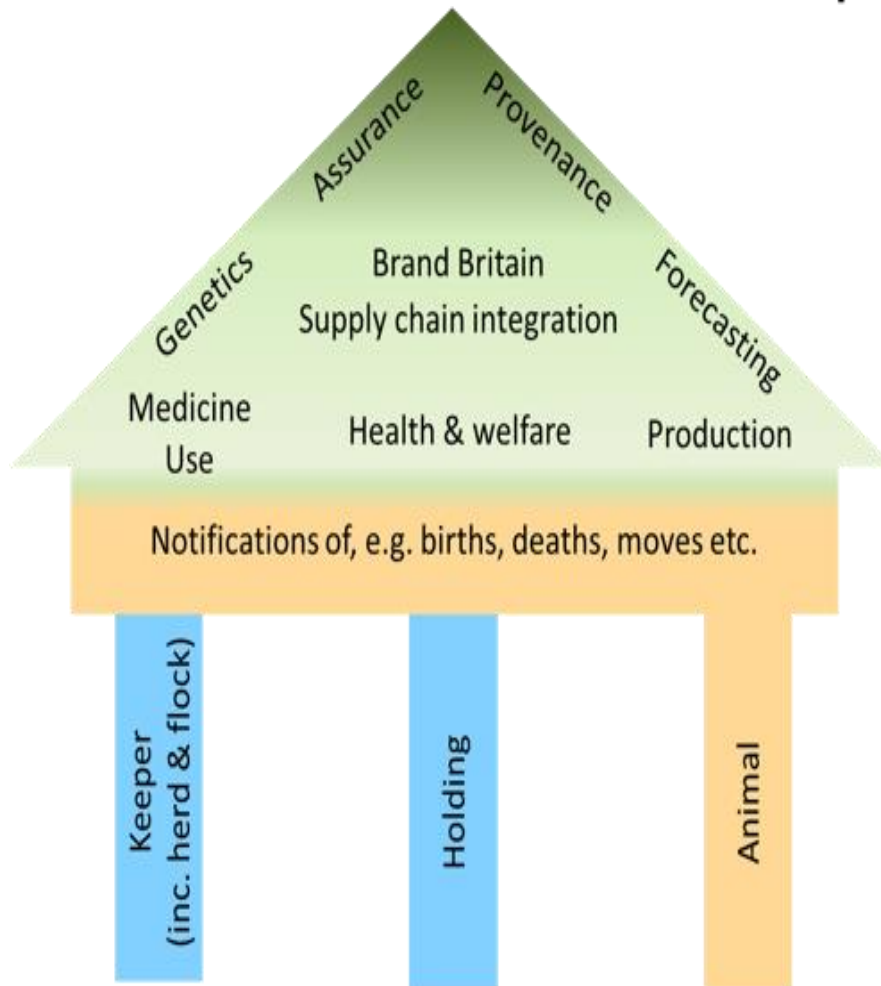 Assurance
Provenance
Genetics
Brand Britain
Forecasting
Supply chain integration
Medicine
Use
Health & welfare
Production
Notifications of, e.g. births, deaths, moves etc.
Keeper
(inc. herd & flock)
Holding
Animal